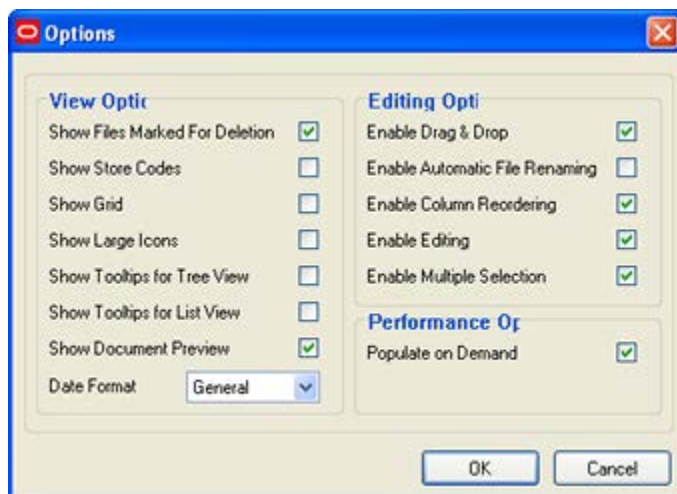 Options
View Optic
Show Files Marked For Deletion
Show Store Codes
Show Grid
Show Large Icons
Show Tooltips for Tree View
Show Tooltips for List View
Show Document Preview
Date Format
General
Editing Opti
Enable Drag & Drop
Enable Automatic File Renaming
Enable Column Reordering
Enable Editing
Enable Multiple Selection
Performance Op
Populate on Demand
OK
Cancel